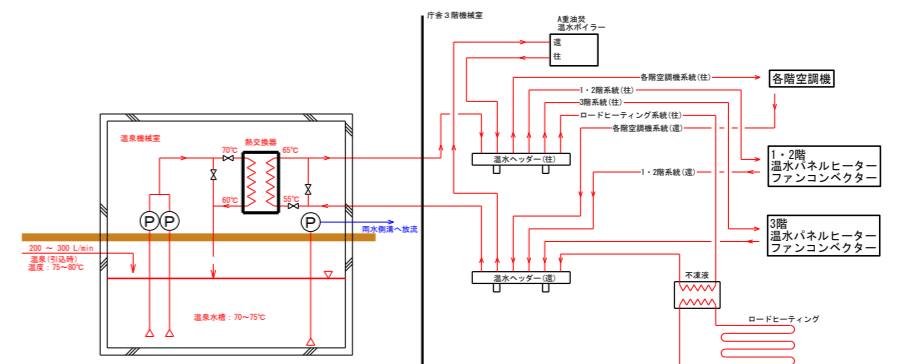 庁舎3階機械室
A重油焚
温水ボイラー
還
往
各階空調機系統(往)
各階空調機
1・2階系統(往)
3階系統(往)
ロードヒーティング系統(往)
各階空調機系統(還)
温水ヘッダー(往)
1・2階系統(還)
1・2階
温水パネルヒーター
ファンコンベクター
3階
温水パネルヒーター
ファンコンベクター
温水ヘッダー(還)
不凍液
ロードヒーティング
温泉機械室
熱交換器
70℃
65℃
60℃
55℃
P
P
P
雨水側溝へ放流
200 ～ 300 L/min
温泉(引込時)
温度：75～80℃
温泉水槽：70～75℃